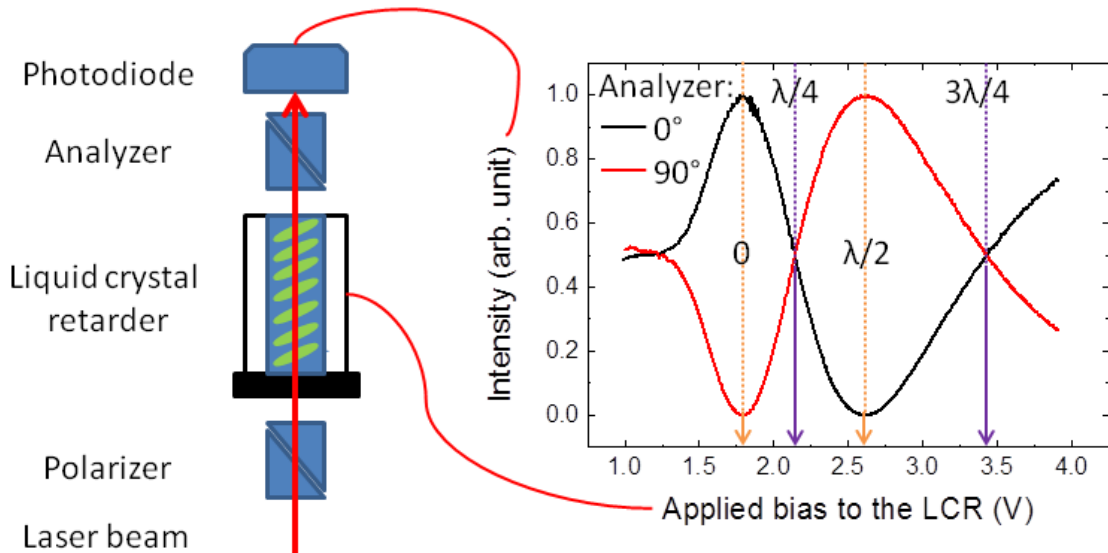 Photodiode
Analyzer
Liquid crystal
retarder
Polarizer
Laser beam
Intensity (arb. unit)
Analyzer:
0°
90°
λ/4
3λ/4
0
λ/2
1.0
0.8
0.6
0.4
0.2
0.0
1.0 1.5 2.0 2.5 3.0 3.5 4.0
Applied bias to the LCR (V)